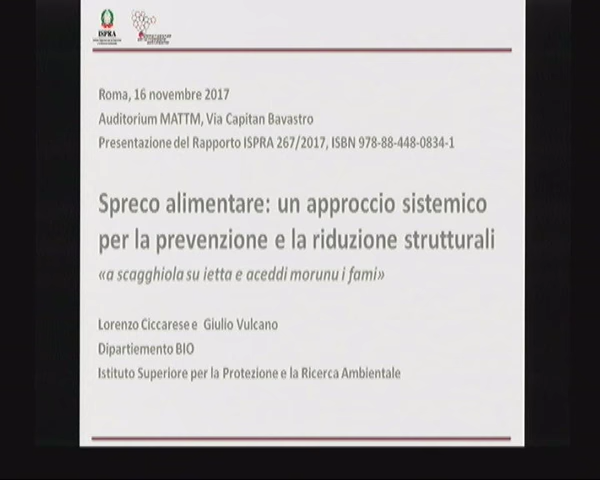 ISPRA
Roma, 16 novembre 2017
Auditorium MATTM, Via Capitan Bavastro
Presentazione del Rapporto ISPRA 267/2017, ISBN 978-88-448-0834-1
Spreco alimentare: un approccio sistemico
per la prevenzione e la riduzione strutturali
«a scagghiola su ietta e aceddi morunu i fami»
Lorenzo Ciccarese e Giulio Vulcano
Dipartiemento BIO
Istituto Superiore per la Protezione e la Ricerca Ambientale